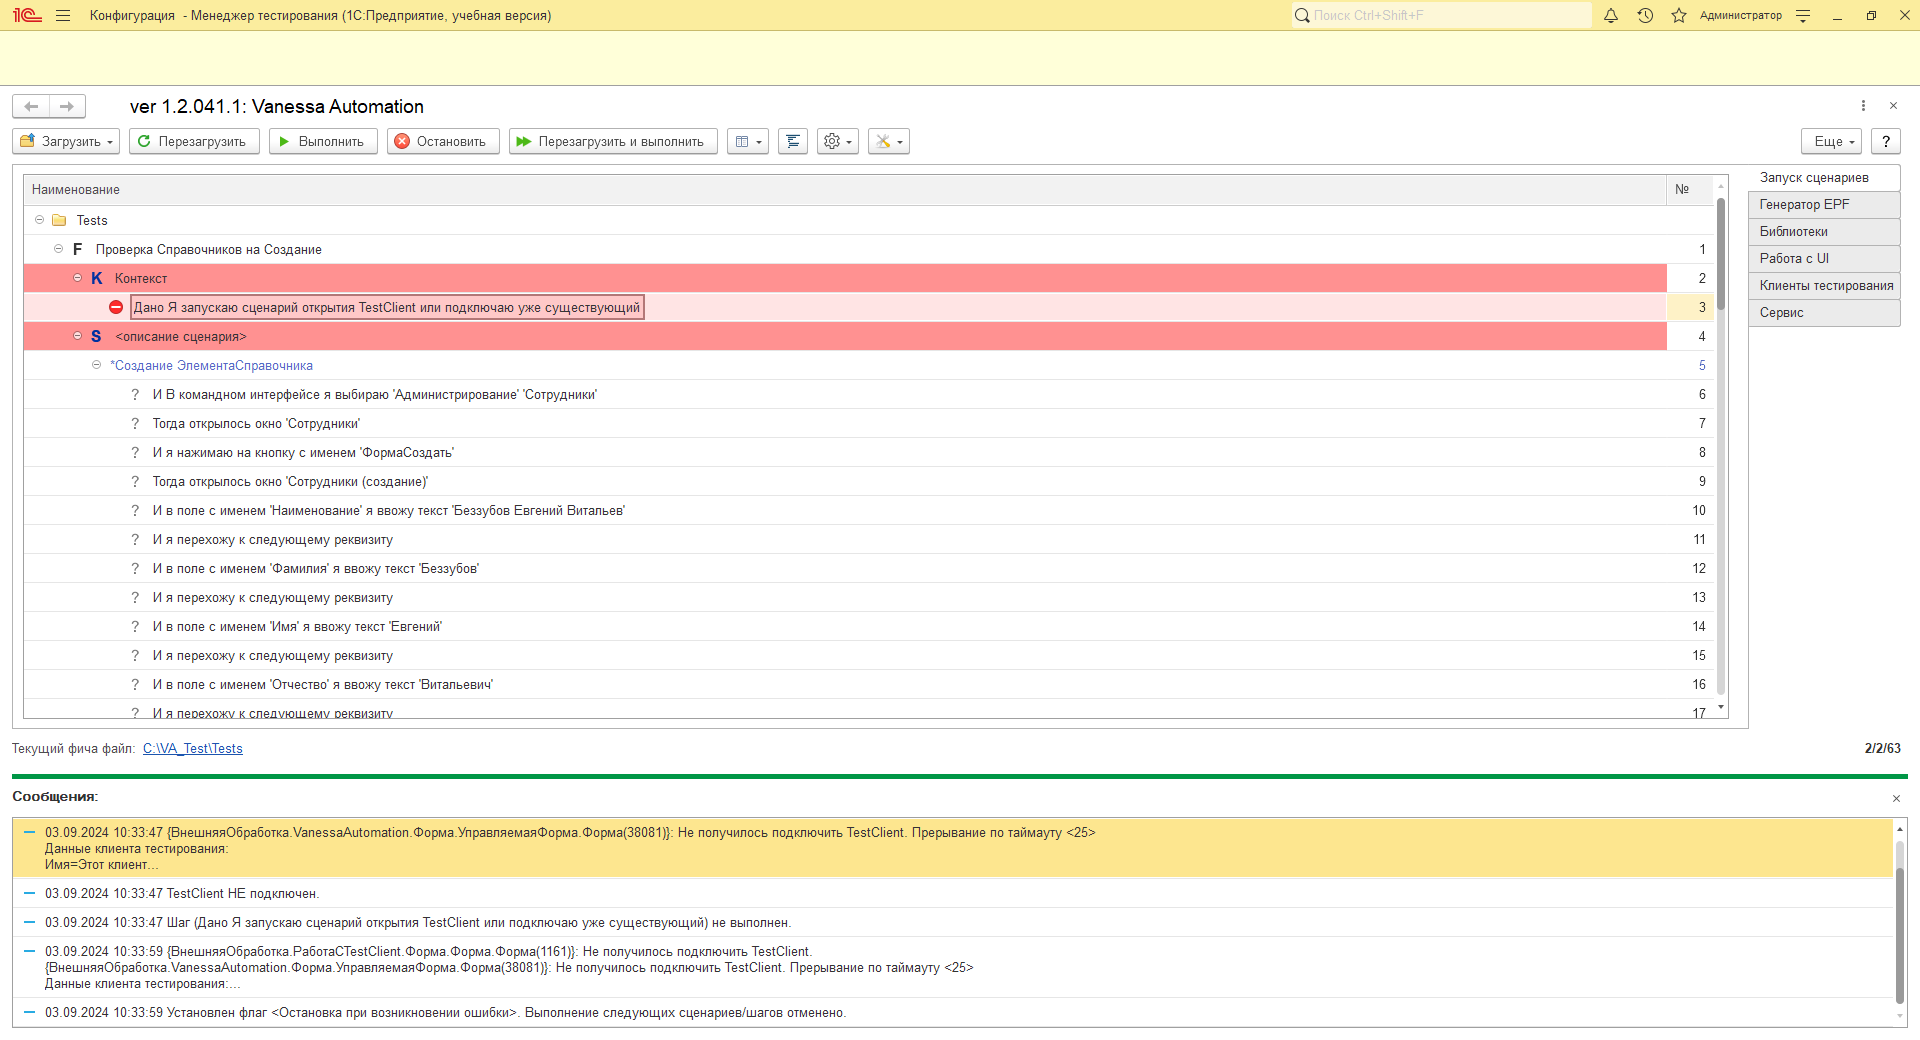 1С Конфигурация - Менеджер тестирования (1С:Предприятие, учебная версия)
Поиск Ctrl+Shift+F
Администратор
ver 1.2.041.1: Vanessa Automation
Загрузить
Перезагрузить
Выполнить
Остановить
Перезагрузить и выполнить
Еще
?
Наименование №
Tests
F Проверка Справочников на Создание 1
K Контекст 2
Дано Я запускаю сценарий открытия TestClient или подключаю уже существующий 3
S <описание сценария> 4
*Создание ЭлементаСправочника 5
? И В командном интерфейсе я выбираю 'Администрирование' 'Сотрудники' 6
? Тогда открылось окно 'Сотрудники' 7
? И я нажимаю на кнопку с именем 'ФормаСоздать' 8
? Тогда открылось окно 'Сотрудники (создание)' 9
? И в поле с именем 'Наименование' я ввожу текст 'Беззубов Евгений Витальев' 10
? И я перехожу к следующему реквизиту 11
? И в поле с именем 'Фамилия' я ввожу текст 'Беззубов' 12
? И я перехожу к следующему реквизиту 13
? И в поле с именем 'Имя' я ввожу текст 'Евгений' 14
? И я перехожу к следующему реквизиту 15
? И в поле с именем 'Отчество' я ввожу текст 'Витальевич' 16
? И я перехожу к следующему реквизиту 17
Запуск сценариев
Генератор EPF
Библиотеки
Работа с UI
Клиенты тестирования
Сервис
Текущий фича файл: C:\VA_Test\Tests 2/2/63
Сообщения:
03.09.2024 10:33:47 {ВнешняяОбработка.VanessaAutomation.Форма.УправляемаяФорма.Форма(38081)}: Не получилось подключить TestClient. Прерывание по таймауту <25>
Данные клиента тестирования:
Имя=Этот клиент...
03.09.2024 10:33:47 TestClient НЕ подключен.
03.09.2024 10:33:47 Шаг (Дано Я запускаю сценарий открытия TestClient или подключаю уже существующий) не выполнен.
03.09.2024 10:33:59 {ВнешняяОбработка.РаботаСTestClient.Форма.Форма.Форма(1161)}: Не получилось подключить TestClient.
{ВнешняяОбработка.VanessaAutomation.Форма.УправляемаяФорма.Форма(38081)}: Не получилось подключить TestClient. Прерывание по таймауту <25>
Данные клиента тестирования:...
03.09.2024 10:33:59 Установлен флаг <Остановка при возникновении ошибки>. Выполнение следующих сценариев/шагов отменено.